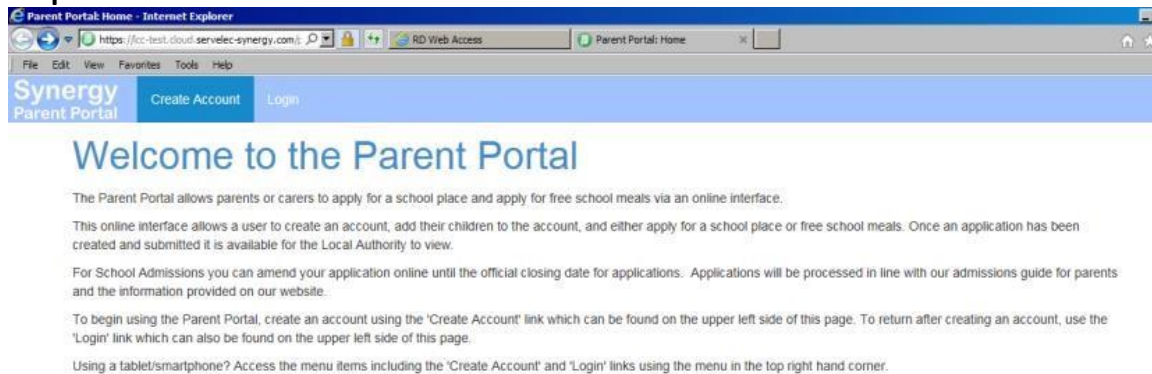 Parent Portal: Home - Internet Explorer
https://lcc-test.cloud.servelec-synergy.com/
RD Web Access
Parent Portal: Home
File Edit View Favorites Tools Help
Synergy
Parent Portal
Create Account
Login
Welcome to the Parent Portal
The Parent Portal allows parents or carers to apply for a school place and apply for free school meals via an online interface.
This online interface allows a user to create an account, add their children to the account, and either apply for a school place or free school meals. Once an application has been
created and submitted it is available for the Local Authority to view.
For School Admissions you can amend your application online until the official closing date for applications. Applications will be processed in line with our admissions guide for parents
and the information provided on our website.
To begin using the Parent Portal, create an account using the 'Create Account' link which can be found on the upper left side of this page. To return after creating an account, use the
'Login' link which can also be found on the upper left side of this page.
Using a tablet/smartphone? Access the menu items including the 'Create Account' and 'Login' links using the menu in the top right hand corner.